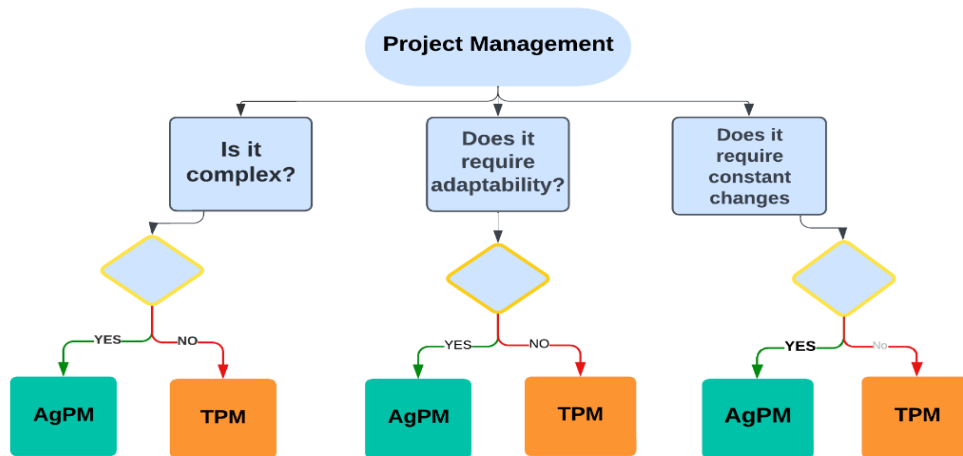 Project Management
Is it
complex?
Does it
require
adaptability?
Does it
require
constant
changes
YES
NO
YES
NO
YES
No
AgPM
TPM
AgPM
TPM
AgPM
TPM